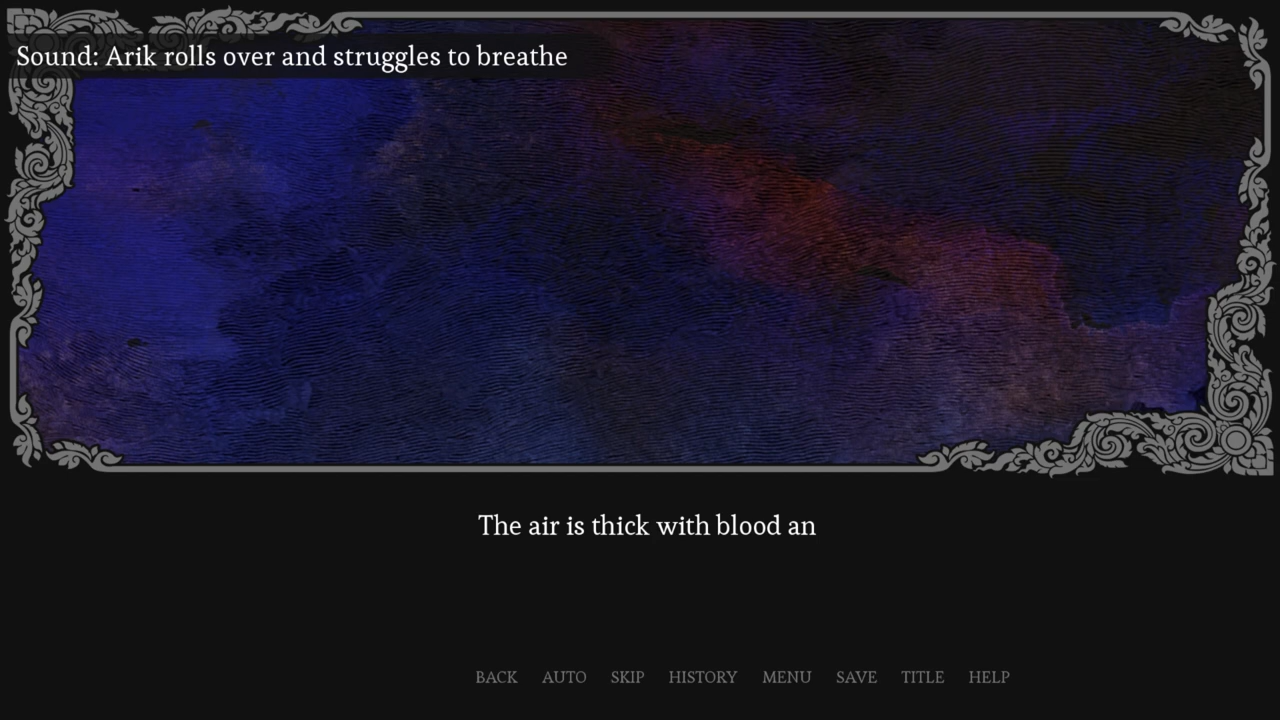 Sound: Arik rolls over and struggles to breathe
The air is thick with blood an
BACK AUTO SKIP HISTORY MENU SAVE TITLE HELP